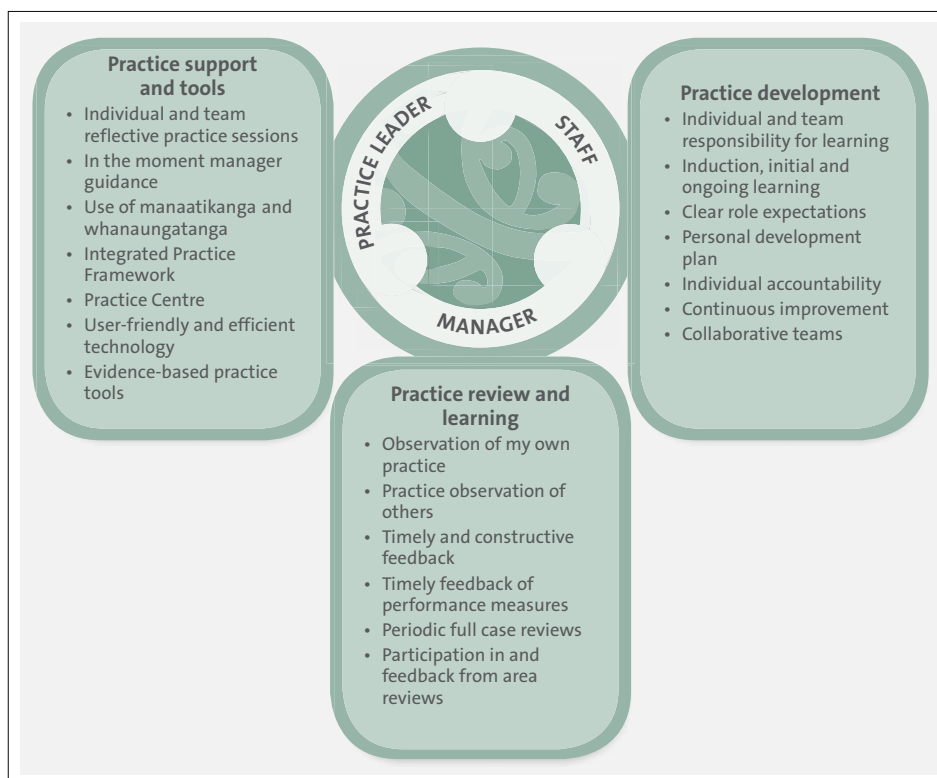 Practice support
and tools
• Individual and team
reflective practice sessions
• In the moment manager
guidance
• Use of manaatikanga and
whanaungatanga
• Integrated Practice
Framework
• Practice Centre
• User-friendly and efficient
technology
• Evidence-based practice
tools
PRACTICE LEADER
STAFF
MANAGER
Practice development
• Individual and team
responsibility for learning
• Induction, initial and
ongoing learning
• Clear role expectations
• Personal development
plan
• Individual accountability
• Continuous improvement
• Collaborative teams
Practice review and
learning
• Observation of my own
practice
• Practice observation of
others
• Timely and constructive
feedback
• Timely feedback of
performance measures
• Periodic full case reviews
• Participation in and
feedback from area
reviews